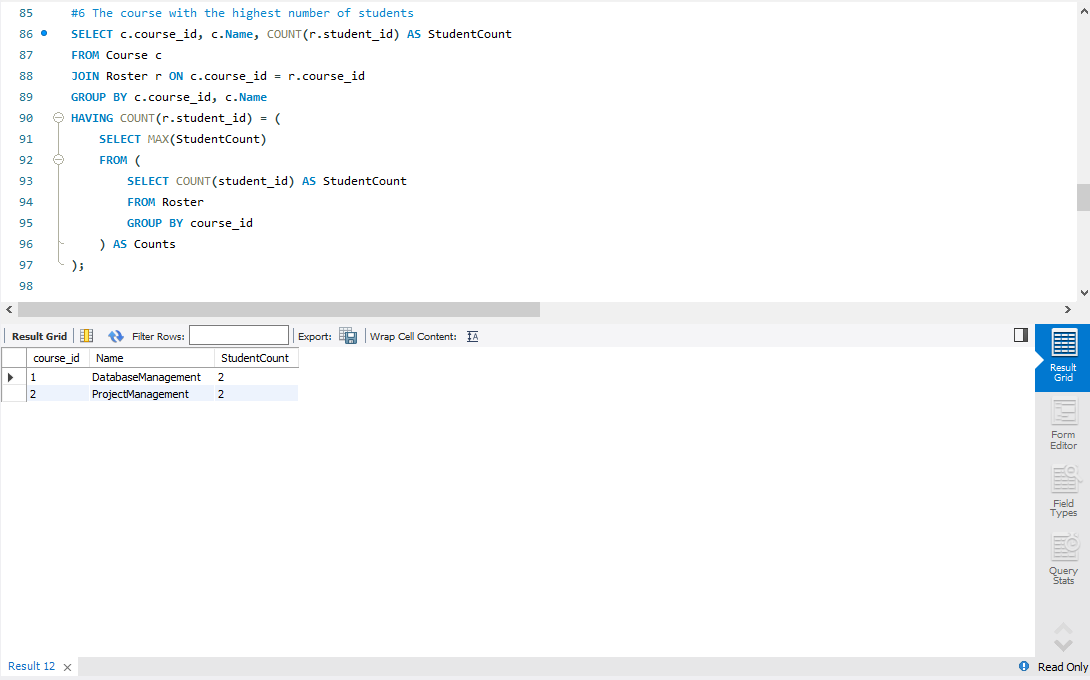 85 #6 The course with the highest number of students
86 SELECT c.course_id, c.Name, COUNT(r.student_id) AS StudentCount
87 FROM Course c
88 JOIN Roster r ON c.course_id = r.course_id
89 GROUP BY c.course_id, c.Name
90 HAVING COUNT(r.student_id) = (
91 SELECT MAX(StudentCount)
92 FROM (
93 SELECT COUNT(student_id) AS StudentCount
94 FROM Roster
95 GROUP BY course_id
96 ) AS Counts
97 );
98
Result Grid Filter Rows: Export: Wrap Cell Content: IA
course_id Name StudentCount
1 DatabaseManagement 2
2 ProjectManagement 2
Result
Grid
Form
Editor
Field
Types
Query
Stats
Result 12 Read Only